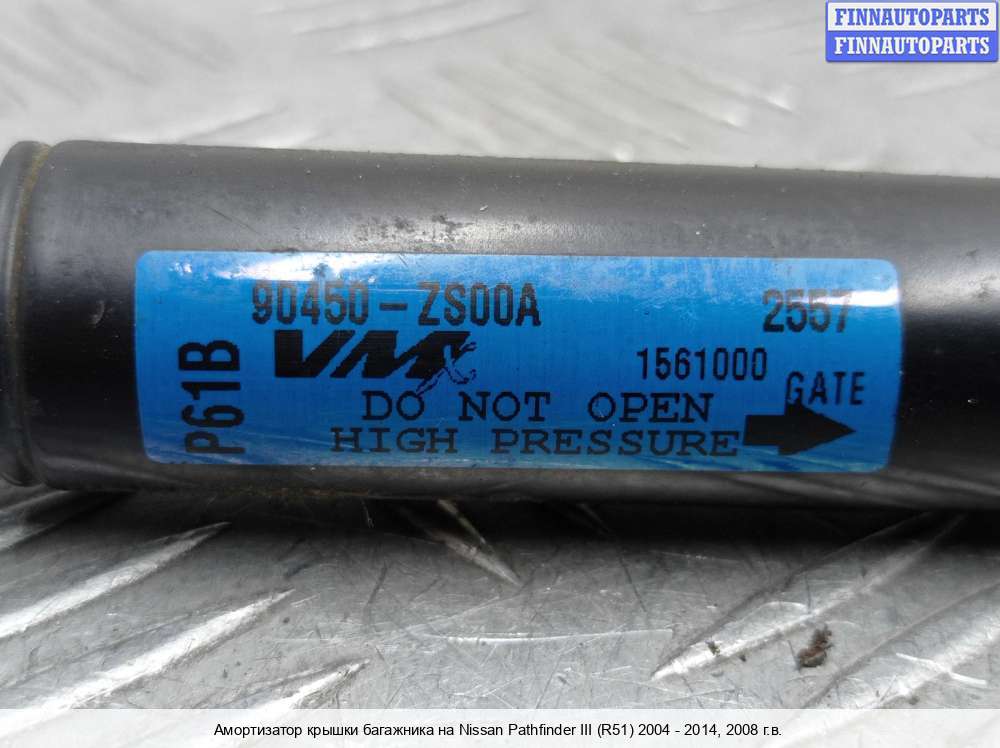 FINNAUTOPARTS
FINNAUTOPARTS
90450-ZS00A
2557
VM
1561000
P61B
GATE
DO NOT OPEN
HIGH PRESSURE
Амортизатор крышки багажника на Nissan Pathfinder III (R51) 2004 - 2014, 2008 г.в.